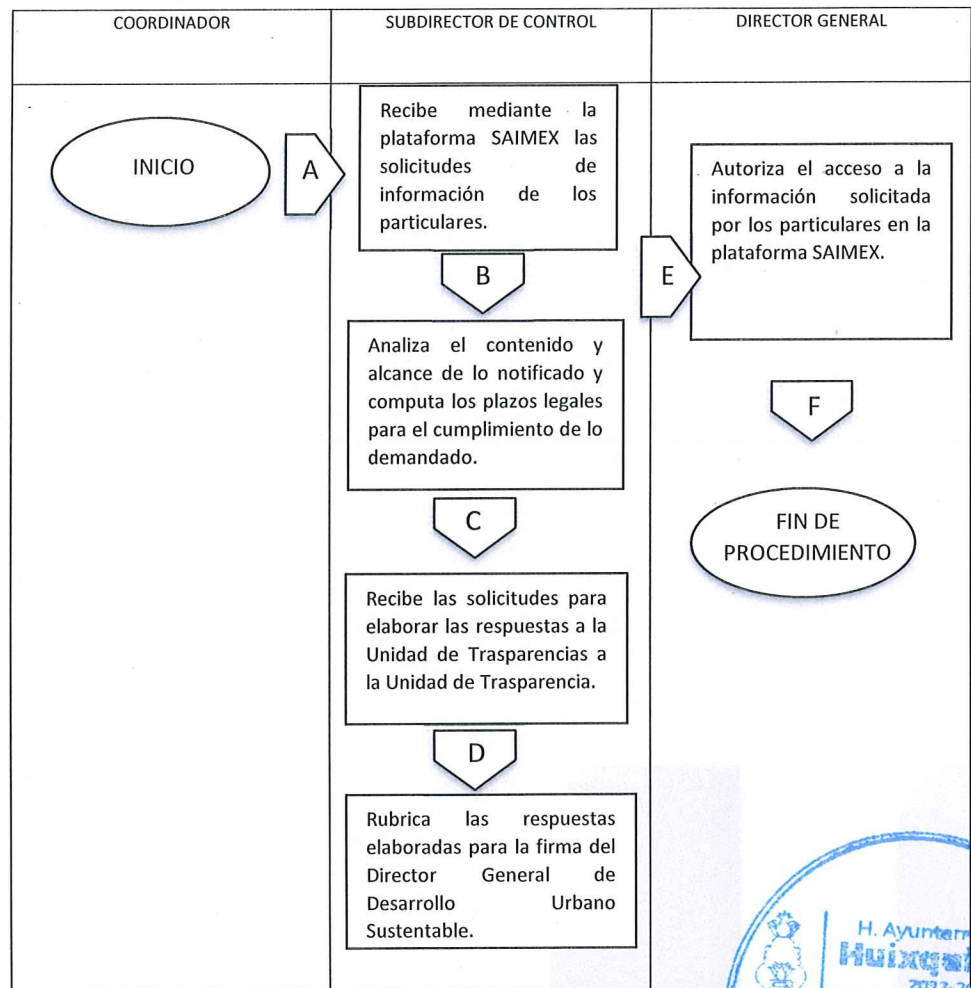 COORDINADOR
SUBDIRECTOR DE CONTROL
DIRECTOR GENERAL
INICIO
A
Recibe mediante la
plataforma SAIMEX las
solicitudes de
información de los
particulares.
B
Analiza el contenido y
alcance de lo notificado y
computa los plazos legales
para el cumplimiento de lo
demandado.
C
Recibe las solicitudes para
elaborar las respuestas a la
Unidad de Trasparencias a
la Unidad de Trasparencia.
D
Rubrica las respuestas
elaboradas para la firma del
Director General de
Desarrollo Urbano
Sustentable.
E
Autoriza el acceso a la
información solicitada
por los particulares en la
plataforma SAIMEX.
F
FIN DE
PROCEDIMIENTO
H.